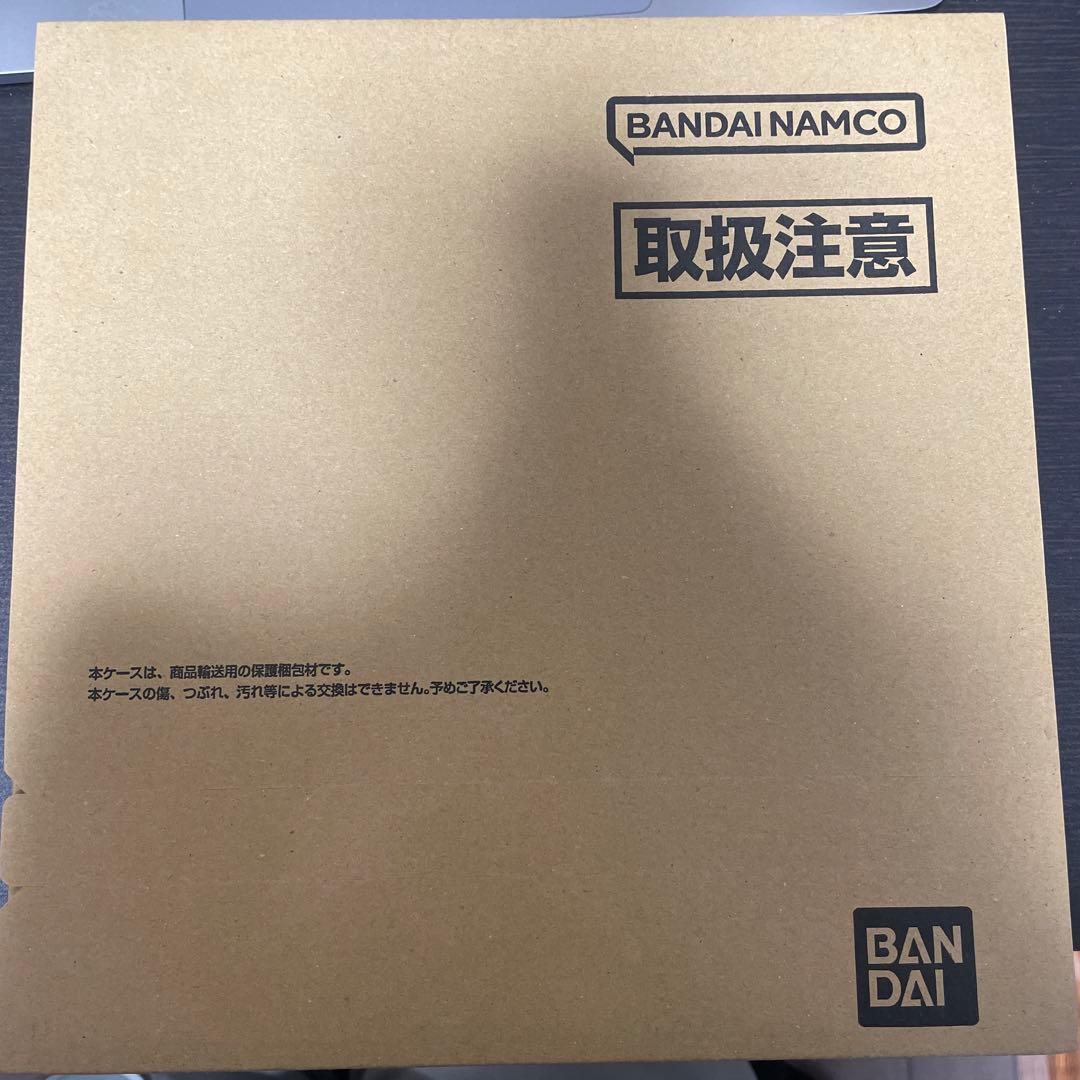 BANDAI NAMCO
取扱注意
本ケースは、商品輸送用の保護梱包材です。
本ケースの傷、つぶれ、汚れ等による交換はできません。予めご了承ください。
BAN
DAI